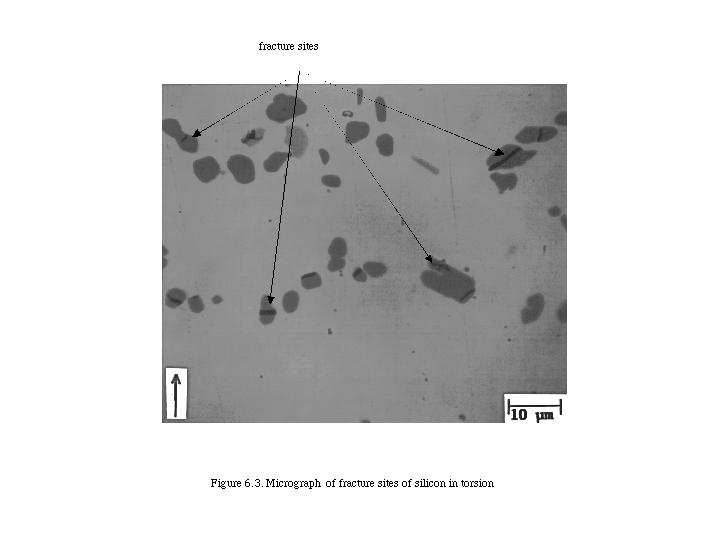 fracture sites
10 µm
Figure 6.3. Micrograph of fracture sites of silicon in torsion